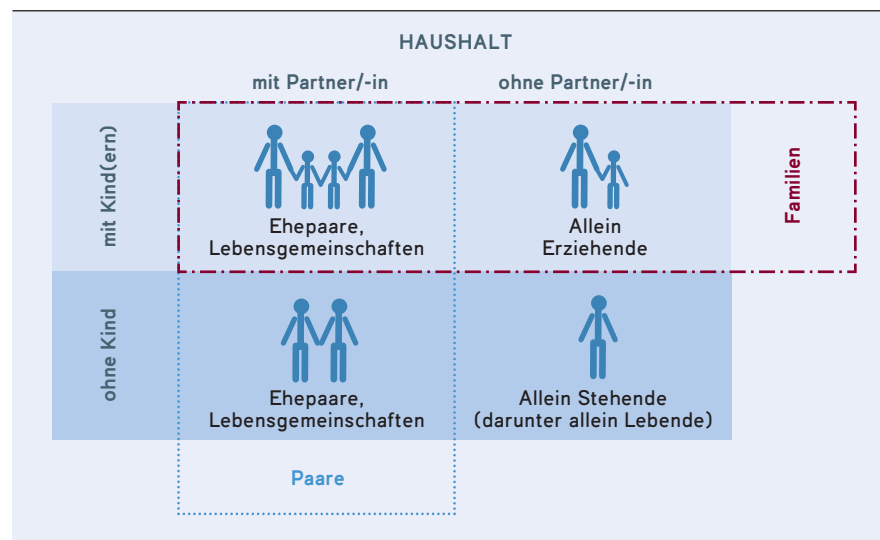 HAUSHALT
mit Partner/-in
ohne Partner/-in
mit Kind(ern)
Ehepaare,
Lebensgemeinschaften
Allein
Erziehende
Familien
ohne Kind
Ehepaare,
Lebensgemeinschaften
Allein Stehende
(darunter allein Lebende)
Paare